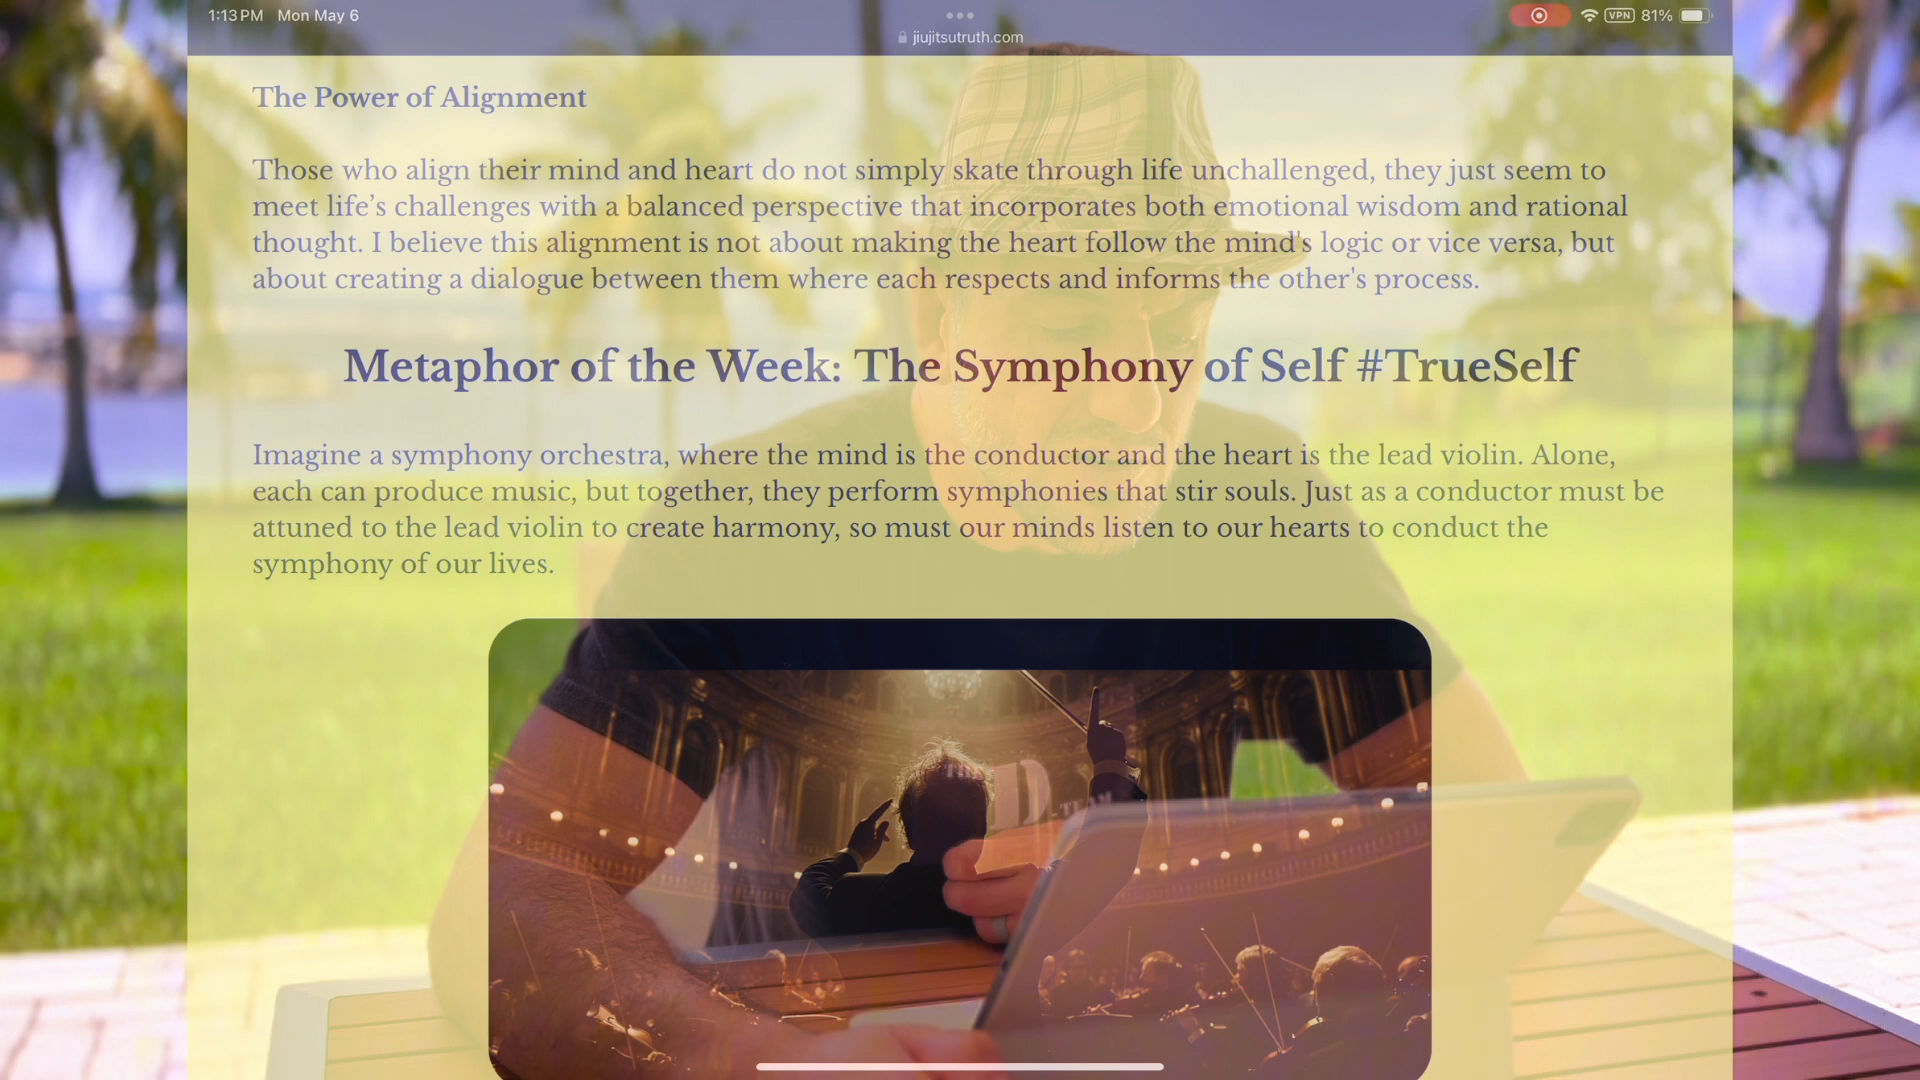 1:13 PM Mon May 6
VPN 81%
jiujitsutruth.com
The Power of Alignment
Those who align their mind and heart do not simply skate through life unchallenged, they just seem to
meet life’s challenges with a balanced perspective that incorporates both emotional wisdom and rational
thought. I believe this alignment is not about making the heart follow the mind's logic or vice versa, but
about creating a dialogue between them where each respects and informs the other's process.
Metaphor of the Week: The Symphony of Self #TrueSelf
Imagine a symphony orchestra, where the mind is the conductor and the heart is the lead violin. Alone,
each can produce music, but together, they perform symphonies that stir souls. Just as a conductor must be
attuned to the lead violin to create harmony, so must our minds listen to our hearts to conduct the
symphony of our lives.